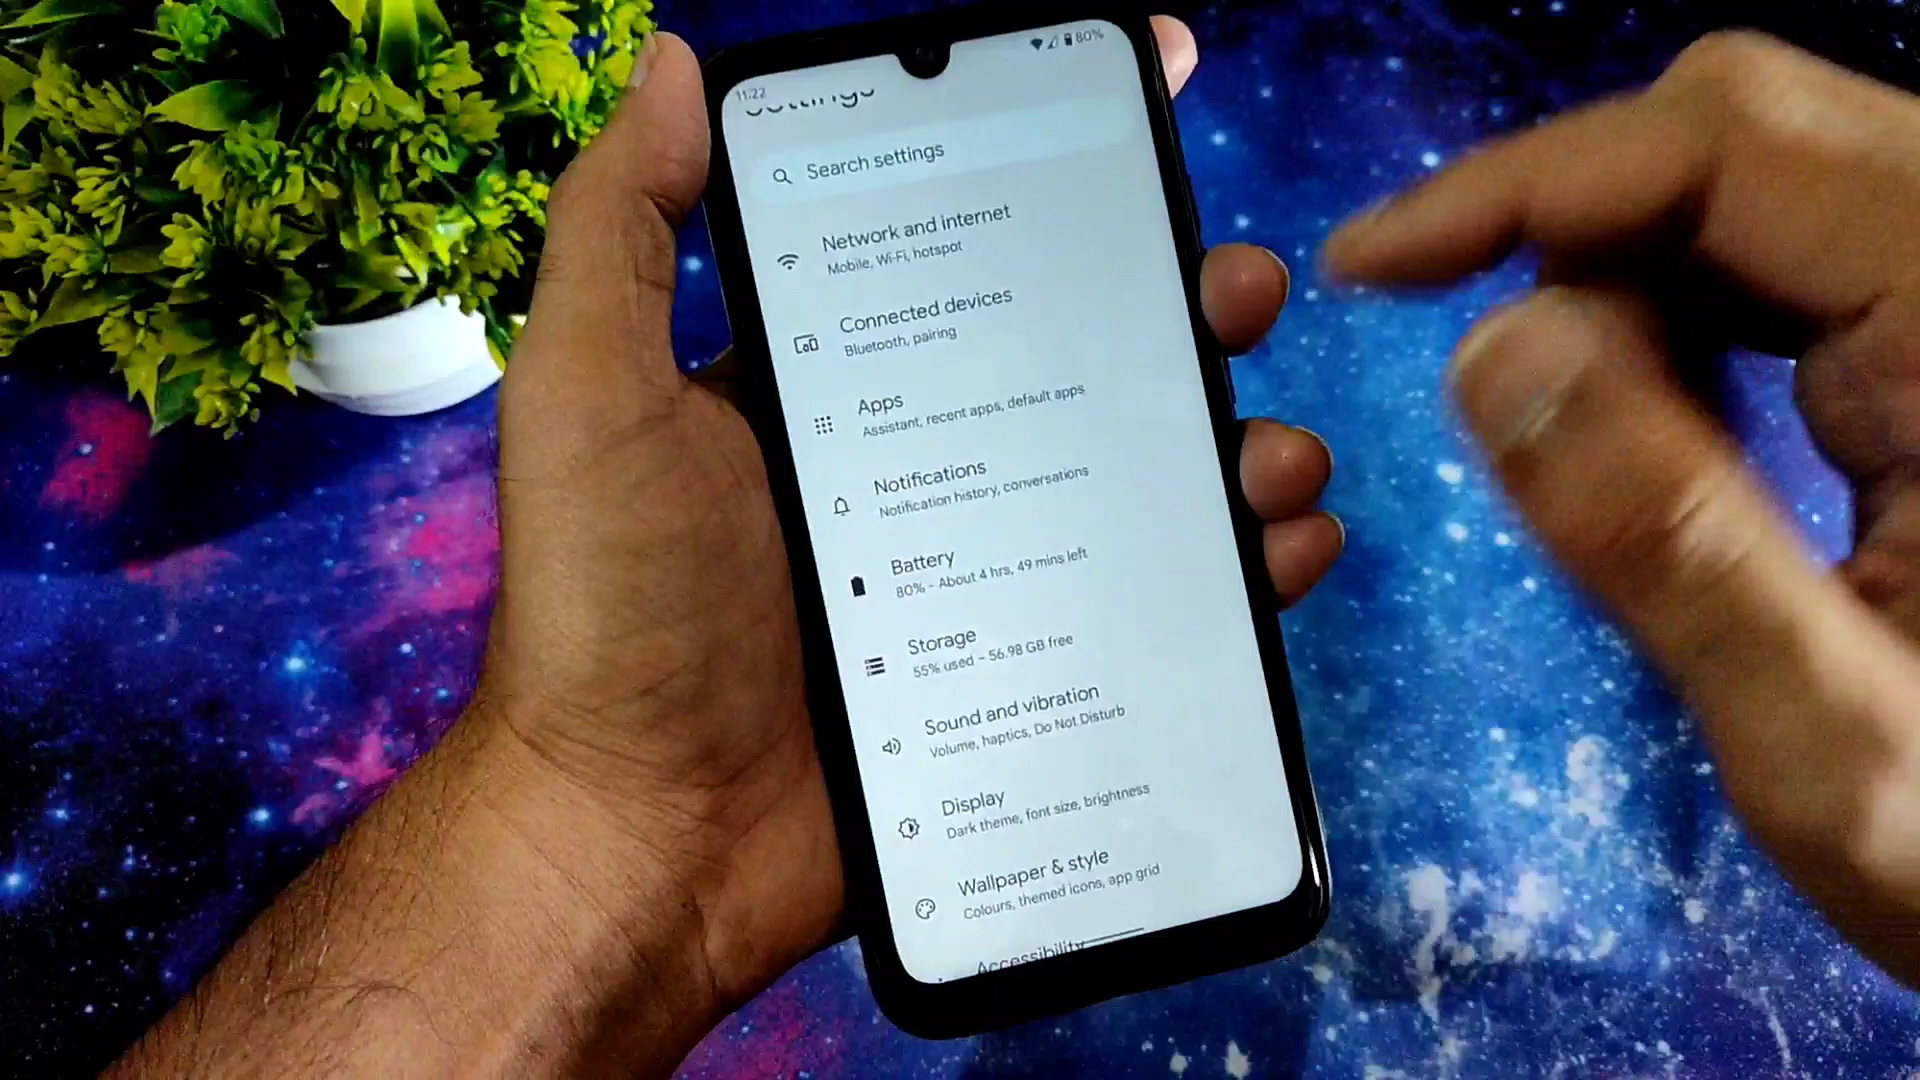 11:22
80%
Settings
Search settings
Network and internet
Mobile, Wi-Fi, hotspot
Connected devices
Bluetooth, pairing
Apps
Assistant, recent apps, default apps
Notifications
Notification history, conversations
Battery
80% - About 4 hrs, 49 mins left
Storage
55% used - 56.98 GB free
Sound and vibration
Volume, haptics, Do Not Disturb
Display
Dark theme, font size, brightness
Wallpaper & style
Colours, themed icons, app grid
Accessibility